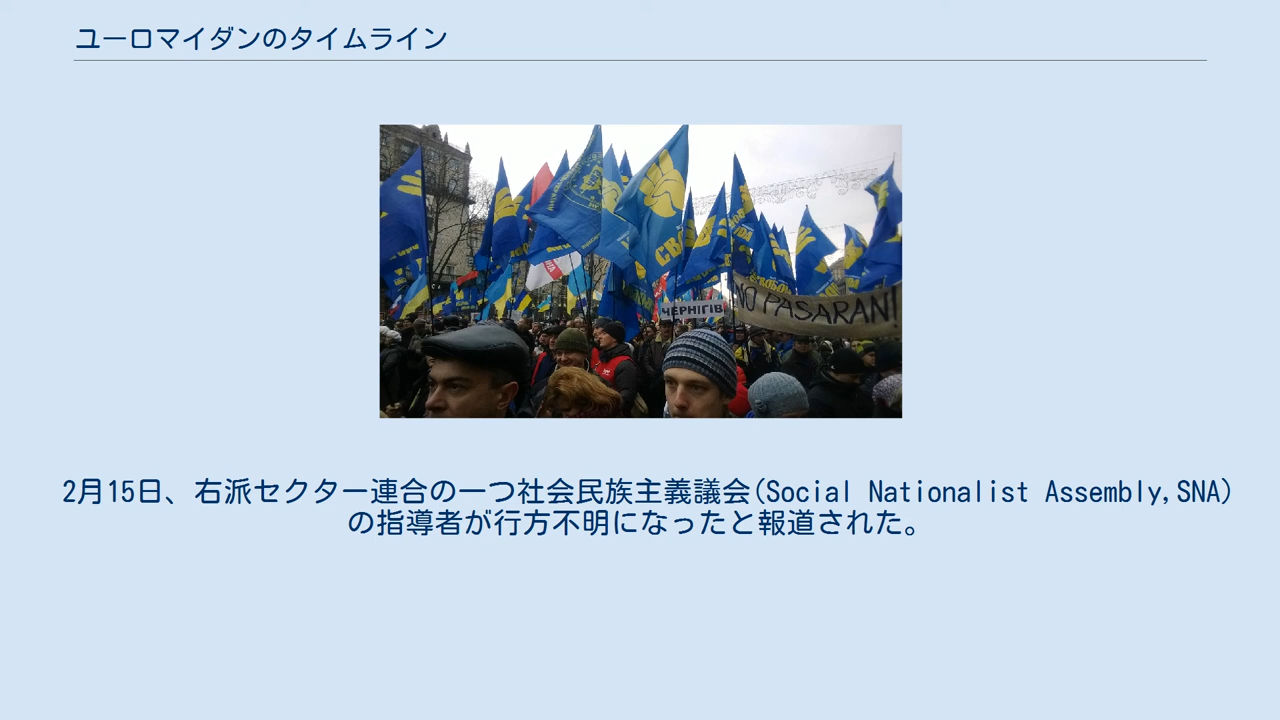 ユーロマイダンのタイムライン
СВ
ЧЕРНІГІВ
NO PASARAN!
2月15日、右派セクター連合の一つ社会民族主義議会(Social Nationalist Assembly,SNA)
の指導者が行方不明になったと報道された。